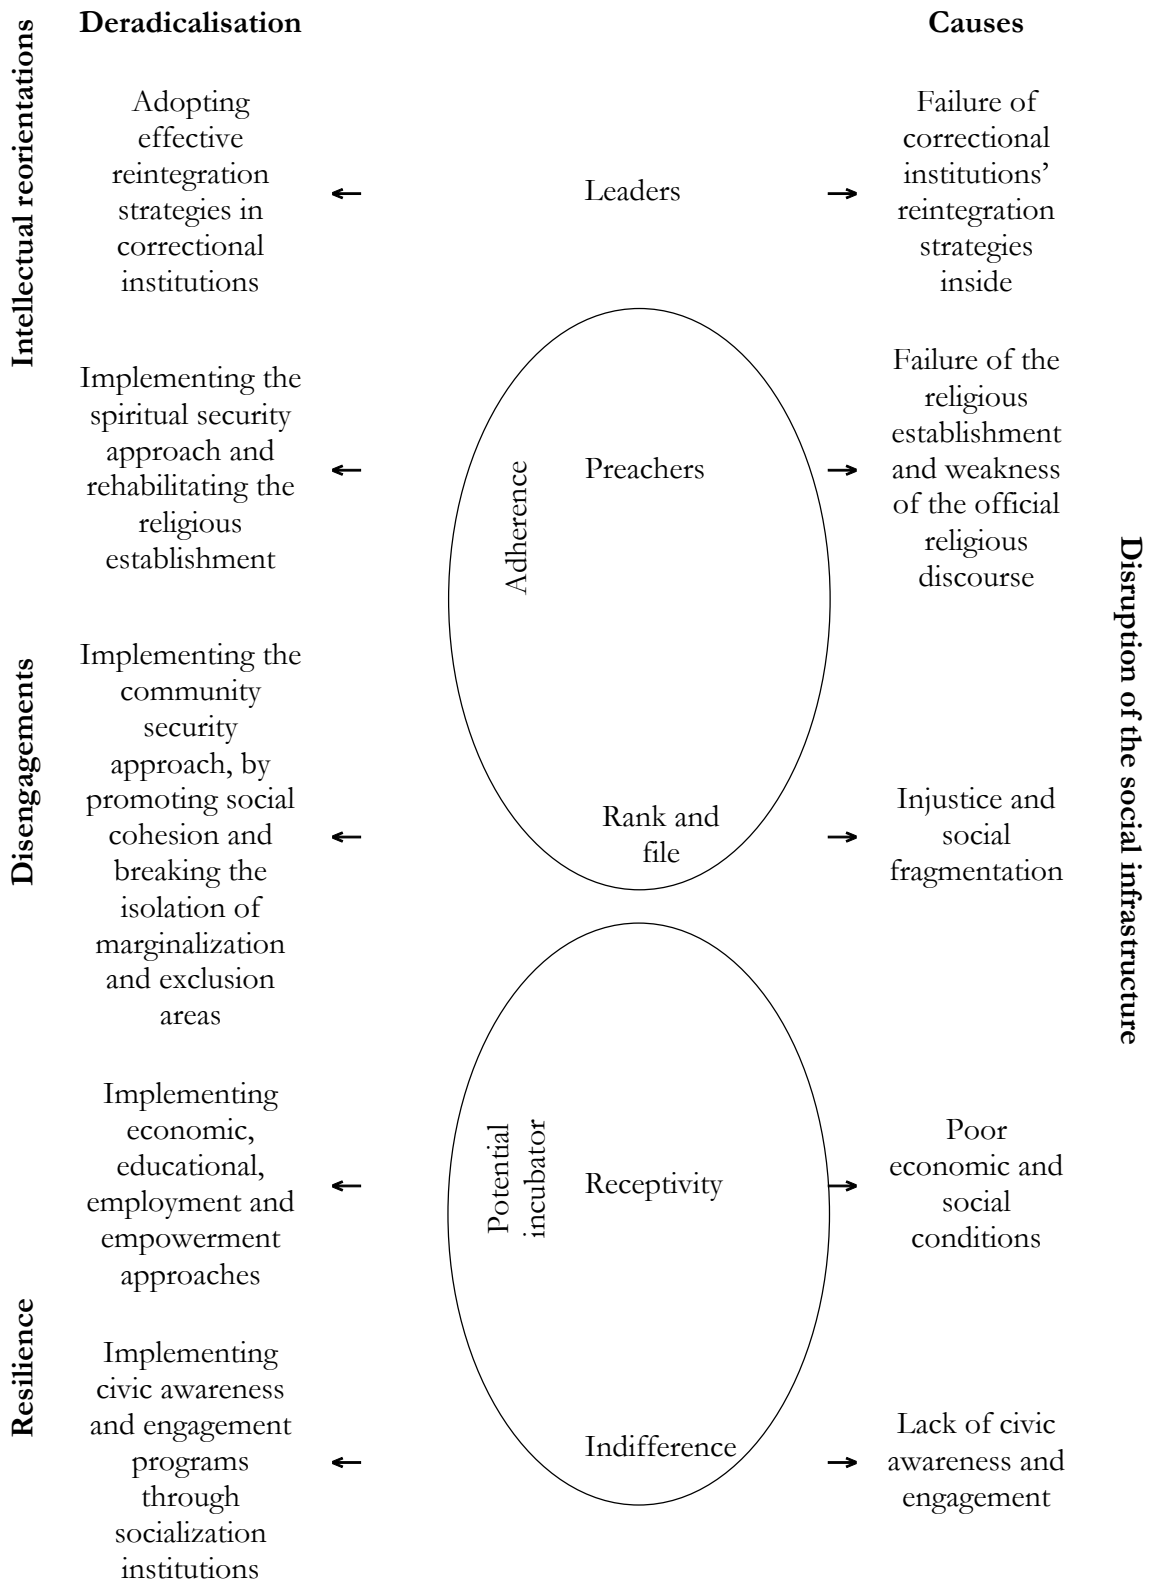 Deradicalisation
Causes
Intellectual reorientations
Adopting
effective
reintegration
strategies in
correctional
institutions
Leaders
Failure of
correctional
institutions’
reintegration
strategies
inside
Implementing the
spiritual security
approach and
rehabilitating the
religious
establishment
Adherence
Preachers
Failure of the
religious
establishment
and weakness
of the official
religious
discourse
Disruption of the social infrastructure
Disengagements
Implementing the
community
security
approach, by
promoting social
cohesion and
breaking the
isolation of
marginalization
and exclusion
areas
Rank and
file
Injustice and
social
fragmentation
Implementing
economic,
educational,
employment and
empowerment
approaches
Potential
incubator
Receptivity
Poor
economic and
social
conditions
Resilience
Implementing
civic awareness
and engagement
programs
through
socialization
institutions
Indifference
Lack of civic
awareness and
engagement